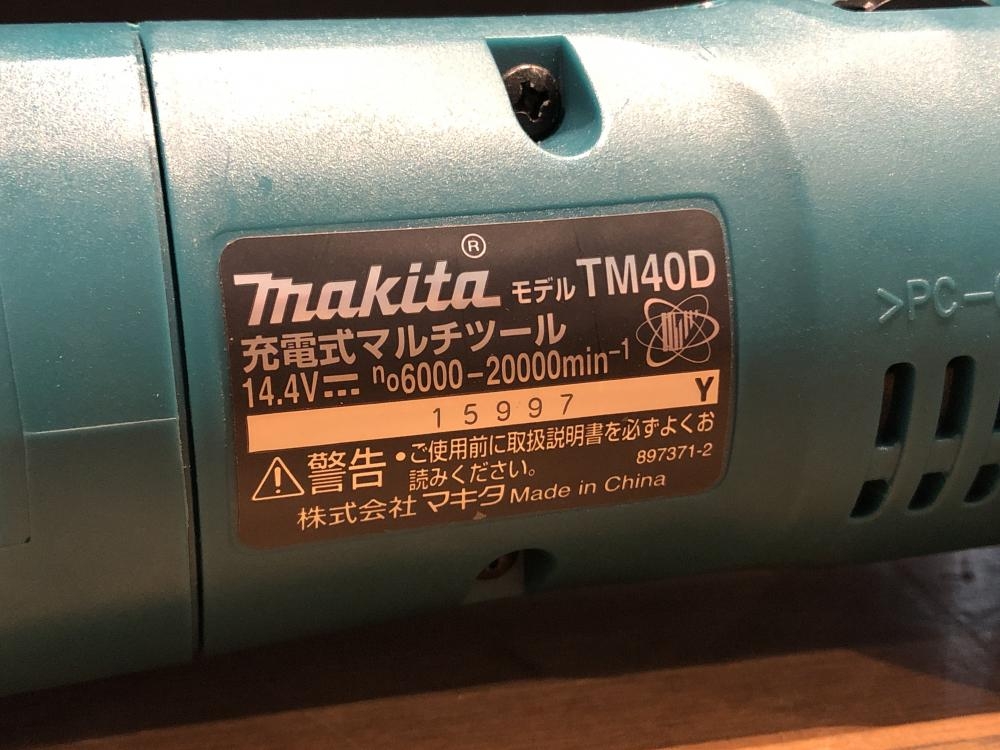 makita® モデル TM40D
充電式マルチツール
14.4V⎓ n₀6000-20000min⁻¹
15997 Y
⚠警告 •ご使用前に取扱説明書を必ずよくお
読みください。 897371-2
株式会社 マキタ Made in China
>PC-